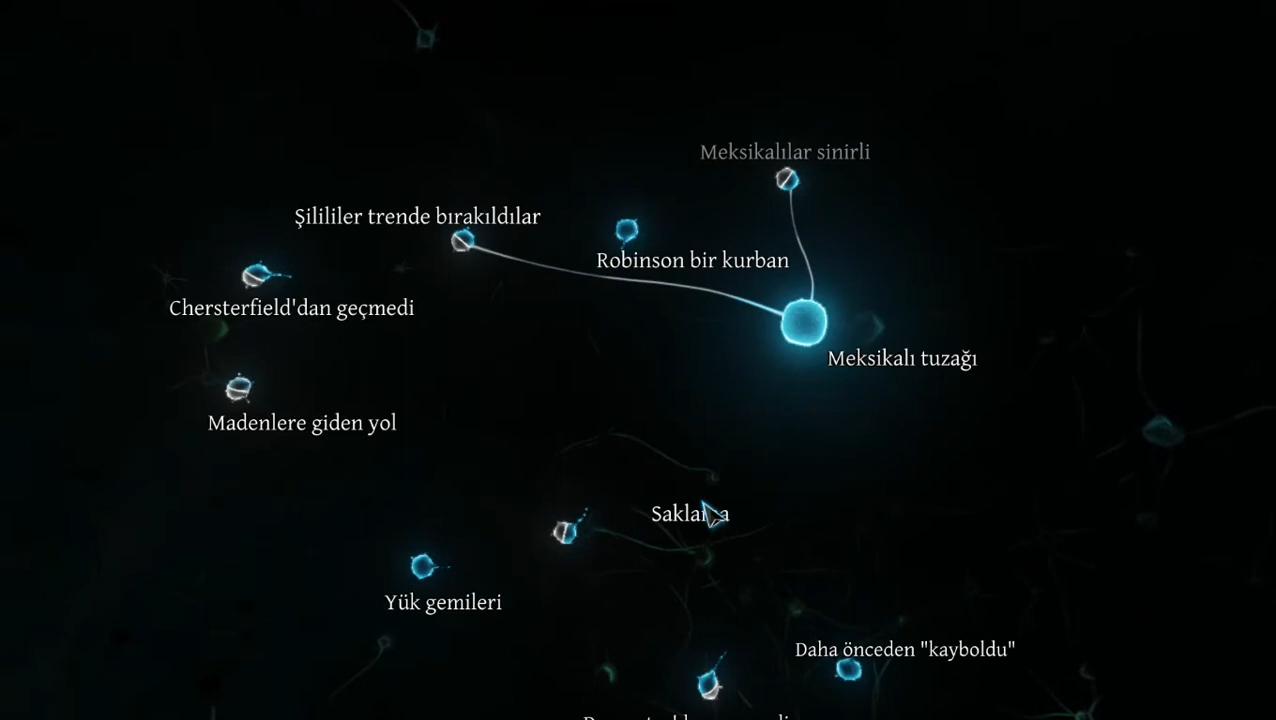 Meksikalılar sinirli
Şilililer trende bırakıldılar
Robinson bir kurban
Chersterfield'dan geçmedi
Meksikalı tuzağı
Madenlere giden yol
Yük gemileri
Daha önceden "kayboldu"